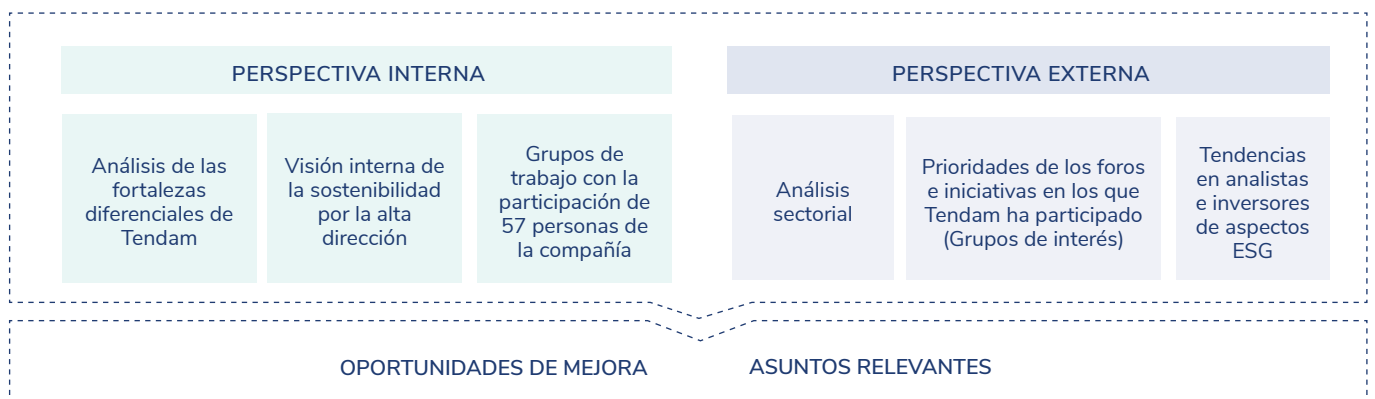 PERSPECTIVA INTERNA
Análisis de las
fortalezas
diferenciales de
Tendam
Visión interna de
la sostenibilidad
por la alta
dirección
Grupos de
trabajo con la
participación de
57 personas de
la compañía
PERSPECTIVA EXTERNA
Análisis
sectorial
Prioridades de los foros
e iniciativas en los que
Tendam ha participado
(Grupos de interés)
Tendencias
en analistas
e inversores
de aspectos
ESG
OPORTUNIDADES DE MEJORA
ASUNTOS RELEVANTES